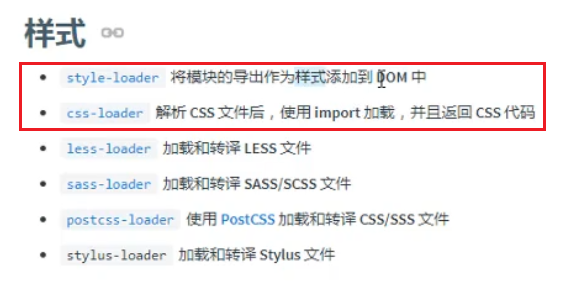 样式
style-loader 将模块的导出作为样式添加到 DOM 中
css-loader 解析 CSS 文件后，使用 import 加载，并且返回 CSS 代码
less-loader 加载和转译 LESS 文件
sass-loader 加载和转译 SASS/SCSS 文件
postcss-loader 使用 PostCSS 加载和转译 CSS/SSS 文件
stylus-loader 加载和转译 Stylus 文件